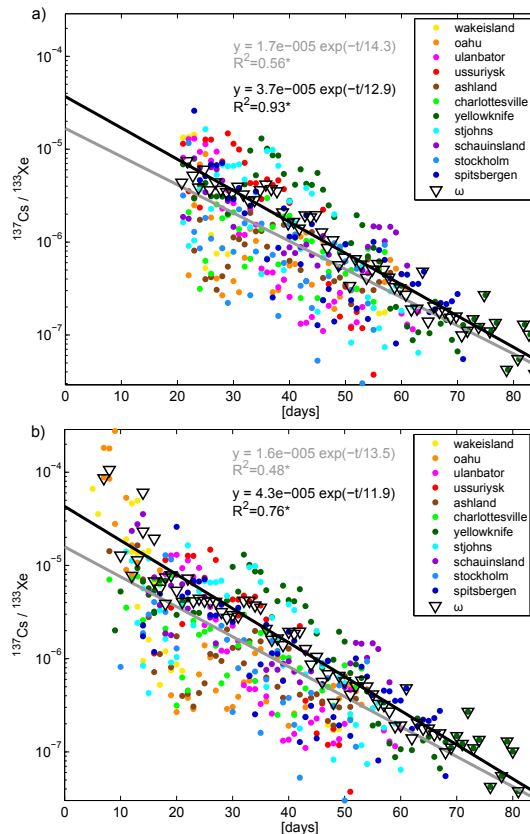 a)
y = 1.7e−005 exp(−t/14.3)
R²=0.56*
y = 3.7e−005 exp(−t/12.9)
R²=0.93*
wakeisland
oahu
ulanbator
ussuriysk
ashland
charlottesville
yellowknife
stjohns
schauinsland
stockholm
spitsbergen
ω
10⁻⁴
10⁻⁵
10⁻⁶
10⁻⁷
¹³⁷Cs / ¹³³Xe
0 10 20 30 40 50 60 70 80
[days]
b)
y = 1.6e−005 exp(−t/13.5)
R²=0.48*
y = 4.3e−005 exp(−t/11.9)
R²=0.76*
wakeisland
oahu
ulanbator
ussuriysk
ashland
charlottesville
yellowknife
stjohns
schauinsland
stockholm
spitsbergen
ω
10⁻⁴
10⁻⁵
10⁻⁶
10⁻⁷
¹³⁷Cs / ¹³³Xe
0 10 20 30 40 50 60 70 80
[days]